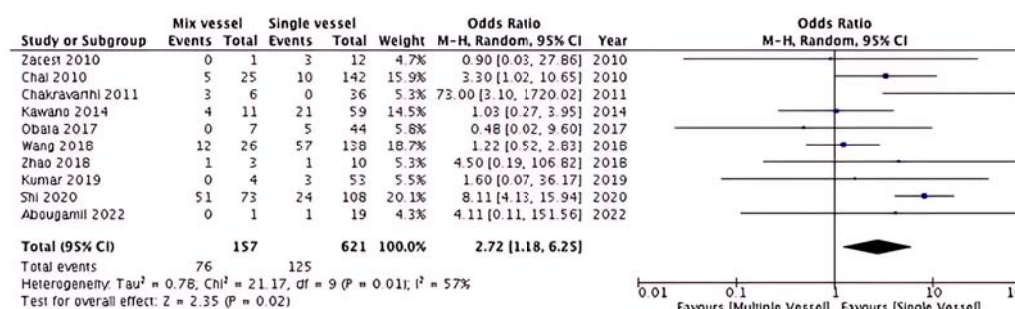 Mix vessel Single vessel Odds Ratio Odds Ratio
Study or Subgroup Events Total Events Total Weight M-H, Random, 95% CI Year M-H, Random, 95% CI
Zacest 2010 0 1 3 12 4.7% 0.90 [0.03, 27.86] 2010
Chai 2010 5 25 10 142 15.9% 3.30 [1.02, 10.65] 2010
Chakravarthi 2011 3 6 0 36 5.3% 73.00 [3.10, 1720.02] 2011
Kawano 2014 4 11 21 59 14.5% 1.03 [0.27, 3.95] 2014
Obata 2017 0 7 5 44 5.8% 0.48 [0.02, 9.60] 2017
Wang 2018 12 26 57 138 18.7% 1.22 [0.52, 2.83] 2018
Zhao 2018 1 3 1 10 5.3% 4.50 [0.19, 106.82] 2018
Kumar 2019 0 4 3 53 5.5% 1.60 [0.07, 36.17] 2019
Shi 2020 51 73 24 108 20.1% 8.11 [4.13, 15.94] 2020
Abougamil 2022 0 1 1 19 4.3% 4.11 [0.11, 151.56] 2022
Total (95% CI) 157 621 100.0% 2.72 [1.18, 6.25]
Total events 76 125
Heterogeneity: Tau² = 0.78; Chi² = 21.17, df = 9 (P = 0.01); I² = 57%
Test for overall effect: Z = 2.35 (P = 0.02)
0.01 0.1 1 10
Favours [Multiple Vessel] Favours [Single Vessel]